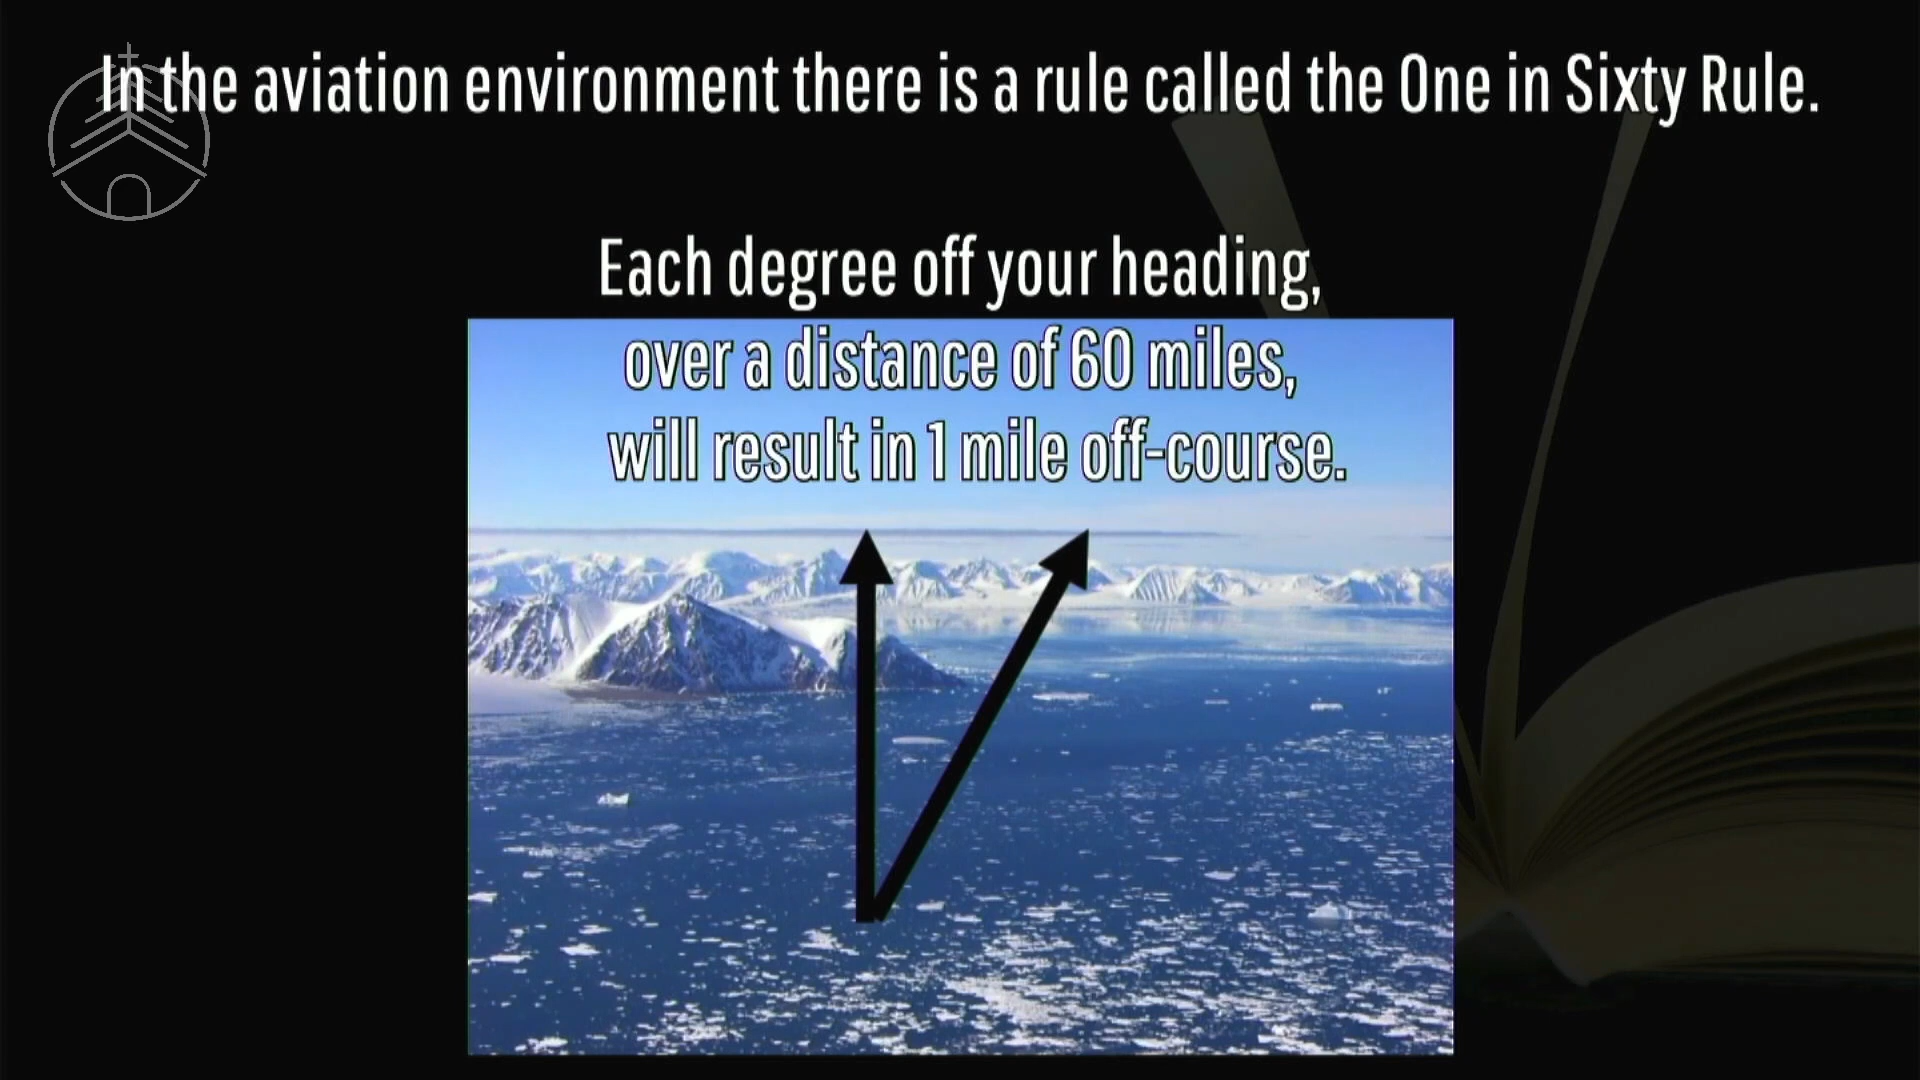 In the aviation environment there is a rule called the One in Sixty Rule.
Each degree off your heading,
over a distance of 60 miles,
will result in 1 mile off-course.